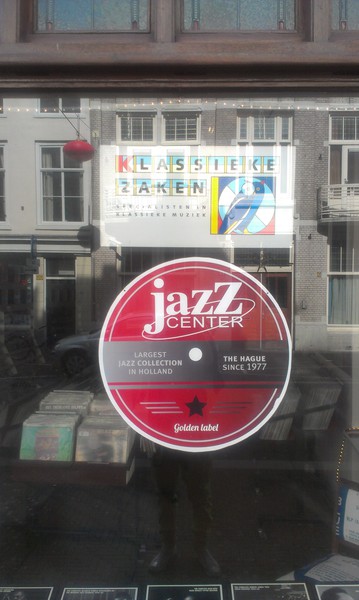 KLASSIEKE
ZAKEN
SPECIALISTEN IN
KLASSIEKE MUZIEK
jazz
CENTER
LARGEST
JAZZ COLLECTION
IN HOLLAND
THE HAGUE
SINCE 1977
Golden label